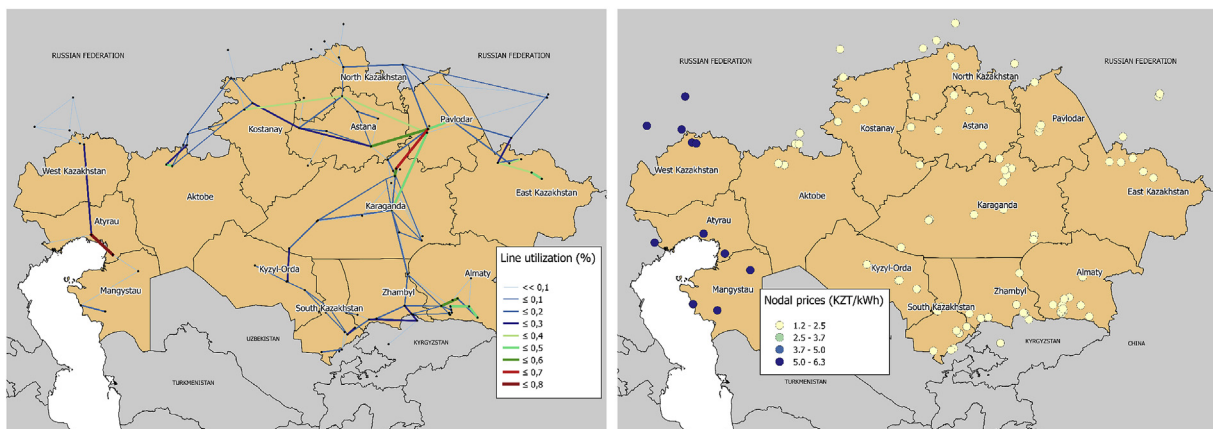 RUSSIAN FEDERATION
RUSSIAN FEDERATION
North Kazakhstan
Kostanay
Astana
Pavlodar
West Kazakhstan
Aktobe
East Kazakhstan
Karaganda
Atyrau
Mangystau
Kyzyl-Orda
South Kazakhstan
Zhambyl
Almaty
UZBEKISTAN
KYRGYZSTAN
TURKMENISTAN
Line utilization (%)
<< 0,1
≤ 0,1
≤ 0,2
≤ 0,3
≤ 0,4
≤ 0,5
≤ 0,6
≤ 0,7
≤ 0,8
RUSSIAN FEDERATION
RUSSIAN FEDERATION
North Kazakhstan
Kostanay
Astana
Pavlodar
West Kazakhstan
Aktobe
East Kazakhstan
Karaganda
Atyrau
Mangystau
Kyzyl-Orda
South Kazakhstan
Zhambyl
Almaty
KYRGYZSTAN
CHINA
TURKMENISTAN
Nodal prices (KZT/kWh)
1.2 - 2.5
2.5 - 3.7
3.7 - 5.0
5.0 - 6.3